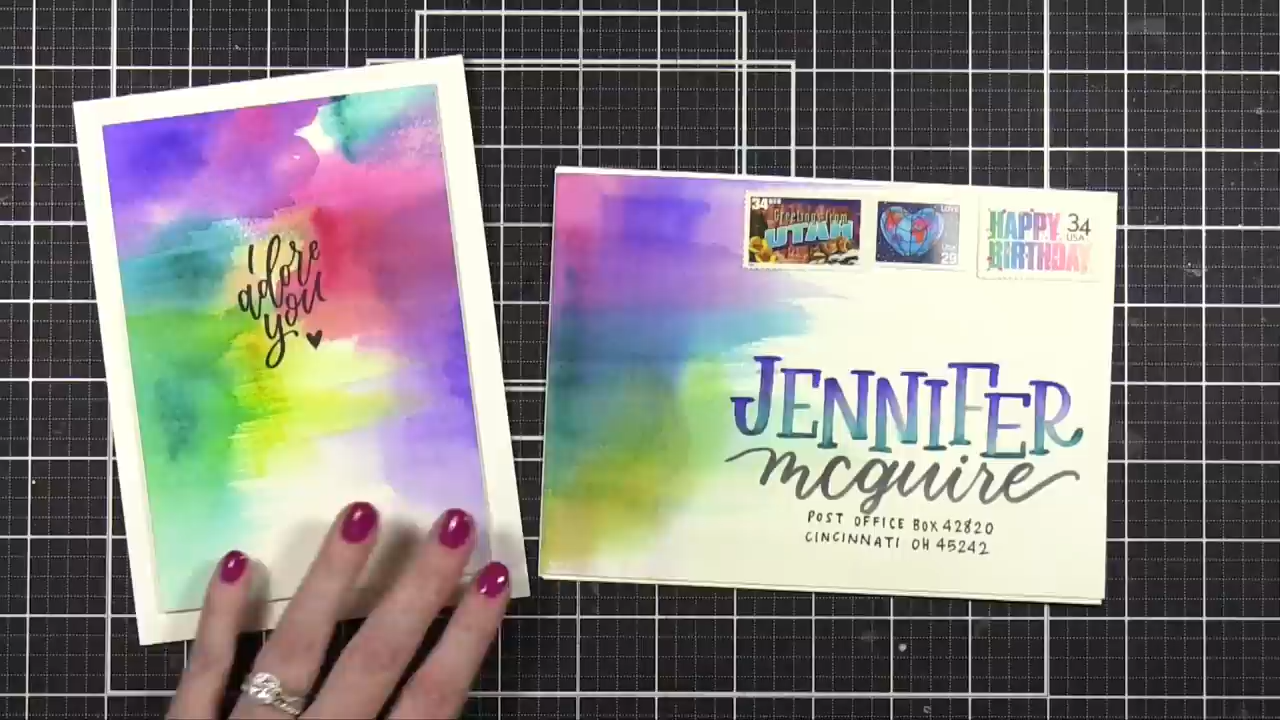 i
adore
you
34 USA
Greetings from
UTAH
LOVE
USA
29
HAPPY
BIRTHDAY
34
USA
JENNIFER
mcguire
POST OFFICE BOX 42820
CINCINNATI OH 45242